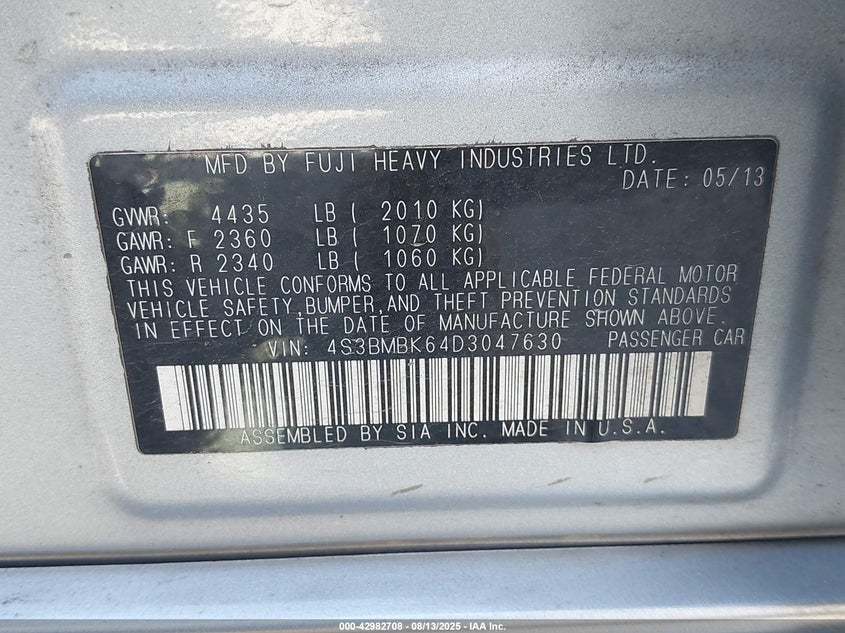 MFD BY FUJI HEAVY INDUSTRIES LTD.
DATE: 05/13
GVWR: 4435 LB ( 2010 KG)
GAWR: F 2360 LB ( 1070 KG)
GAWR: R 2340 LB ( 1060 KG)
THIS VEHICLE CONFORMS TO ALL APPLICABLE FEDERAL MOTOR
VEHICLE SAFETY,BUMPER,AND THEFT PREVENTION STANDARDS
IN EFFECT ON THE DATE OF MANUFACTURE SHOWN ABOVE.
VIN: 4S3BMBK64D3047630 PASSENGER CAR
ASSEMBLED BY SIA INC. MADE IN U.S.A.
000-42982708 - 08/13/2025 - IAA Inc.